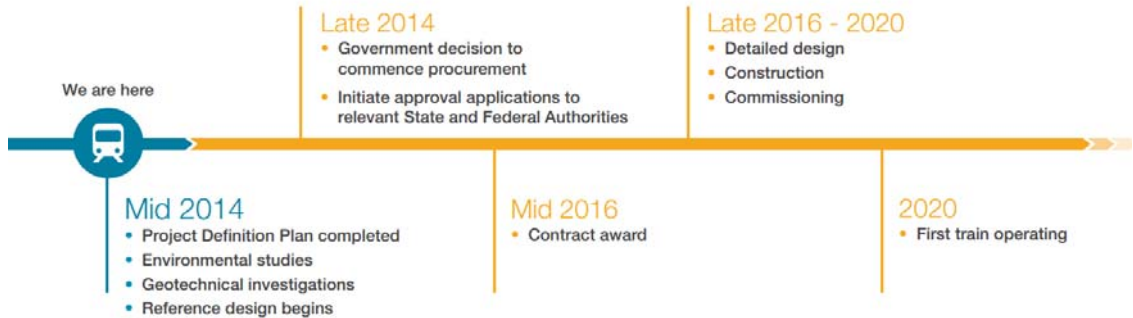 We are here
Mid 2014
• Project Definition Plan completed
• Environmental studies
• Geotechnical investigations
• Reference design begins
Late 2014
• Government decision to
commence procurement
• Initiate approval applications to
relevant State and Federal Authorities
Mid 2016
• Contract award
Late 2016 - 2020
• Detailed design
• Construction
• Commissioning
2020
• First train operating